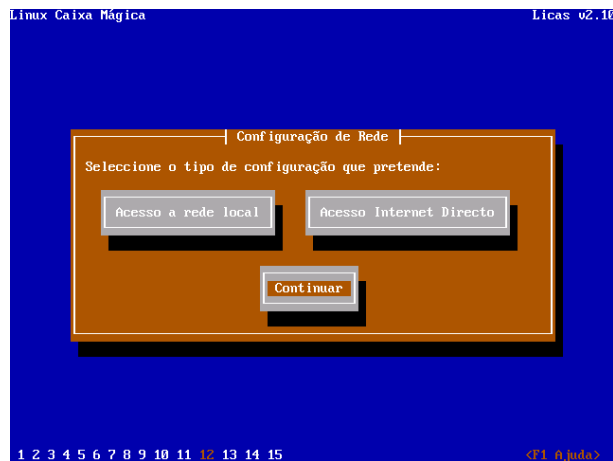 Linux Caixa Mágica Licas v2.10
Configuração de Rede
Seleccione o tipo de configuração que pretende:
Acesso a rede local Acesso Internet Directo
Continuar
1 2 3 4 5 6 7 8 9 10 11 12 13 14 15 <F1 Ajuda>